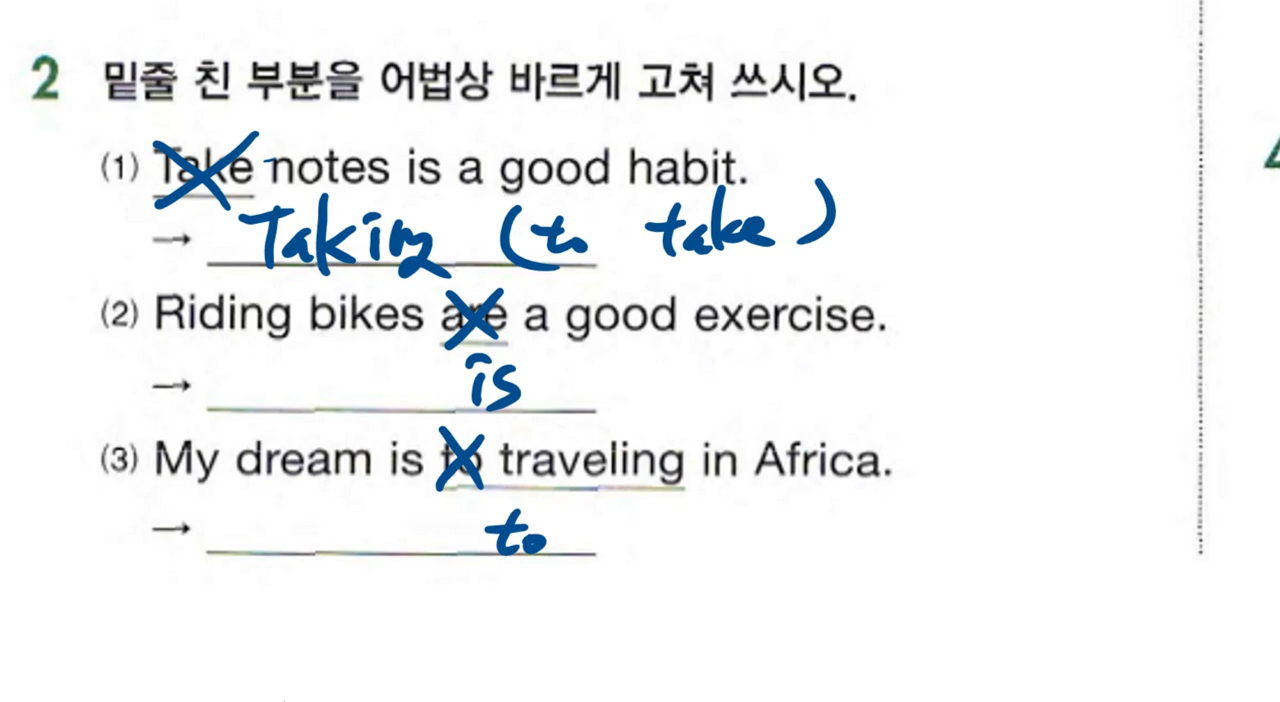 2 밑줄 친 부분을 어법상 바르게 고쳐 쓰시오.
(1) Take notes is a good habit.
→ Taking (to take)
(2) Riding bikes are a good exercise.
→ is
(3) My dream is to traveling in Africa.
→ to